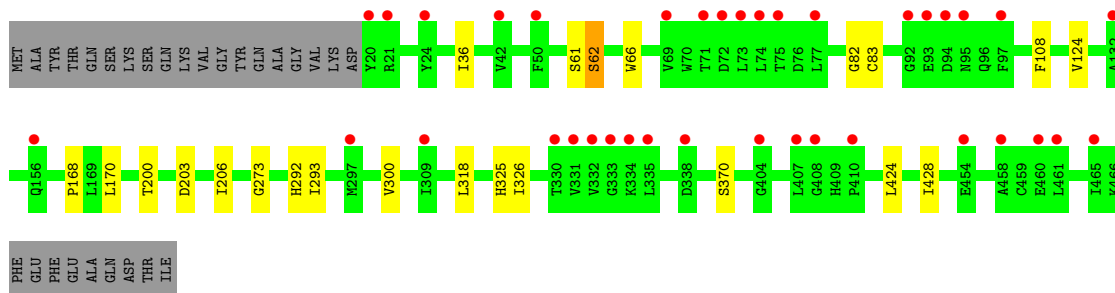 MET ALA TYR THR GLN SER LYS SER GLN LYS VAL GLY TYR GLN ALA GLY VAL LYS ASP Y20 R21 Y24 I36 V42 F50 S61 S62 W66 V69 W70 T71 D72 L73 L74 T75 D76 L77 G82 C83 G92 E93 D94 N95 Q96 F97 F108 V124 A132
Q156 P168 L169 L170 T200 D203 I206 G273 H292 I293 M297 V300 I309 L318 H325 I326 T330 V331 V332 G333 K334 L335 D338 S370 G404 L407 G408 H409 P410 L424 I428 E454 A458 C459 E460 L461 I465 K466
PHE GLU PHE GLU ALA GLN ASP THR ILE